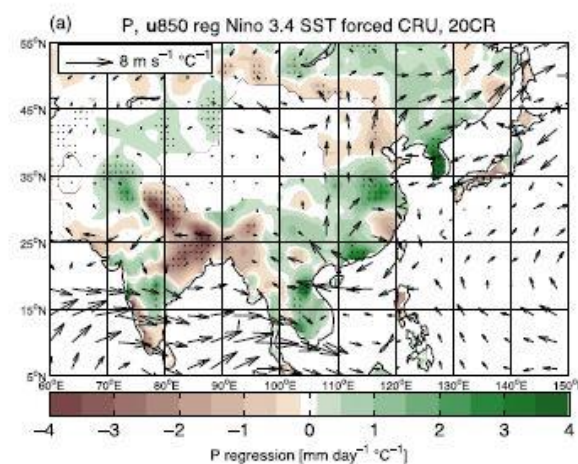 (a) P, u850 reg Nino 3.4 SST forced CRU, 20CR
8 m s⁻¹ °C⁻¹
55°N
45°N
35°N
25°N
15°N
5°N
60°E 70°E 80°E 90°E 100°E 110°E 120°E 130°E 140°E 150°E
−4 −3 −2 −1 0 1 2 3 4
P regression [mm day⁻¹ °C⁻¹]